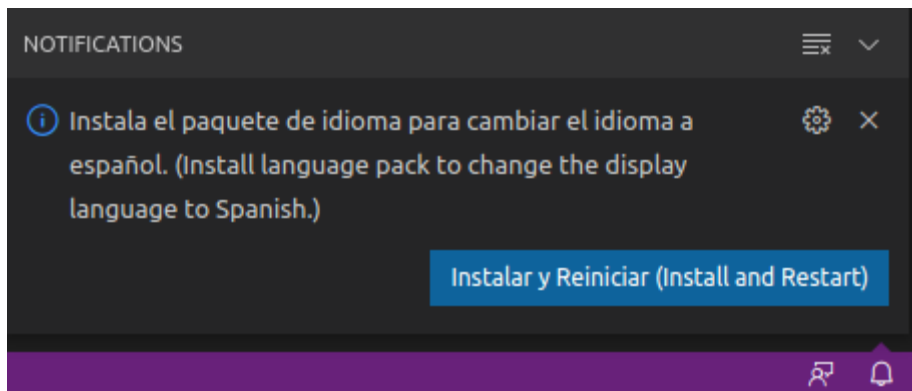 NOTIFICATIONS
Instala el paquete de idioma para cambiar el idioma a
español. (Install language pack to change the display
language to Spanish.)
Instalar y Reiniciar (Install and Restart)